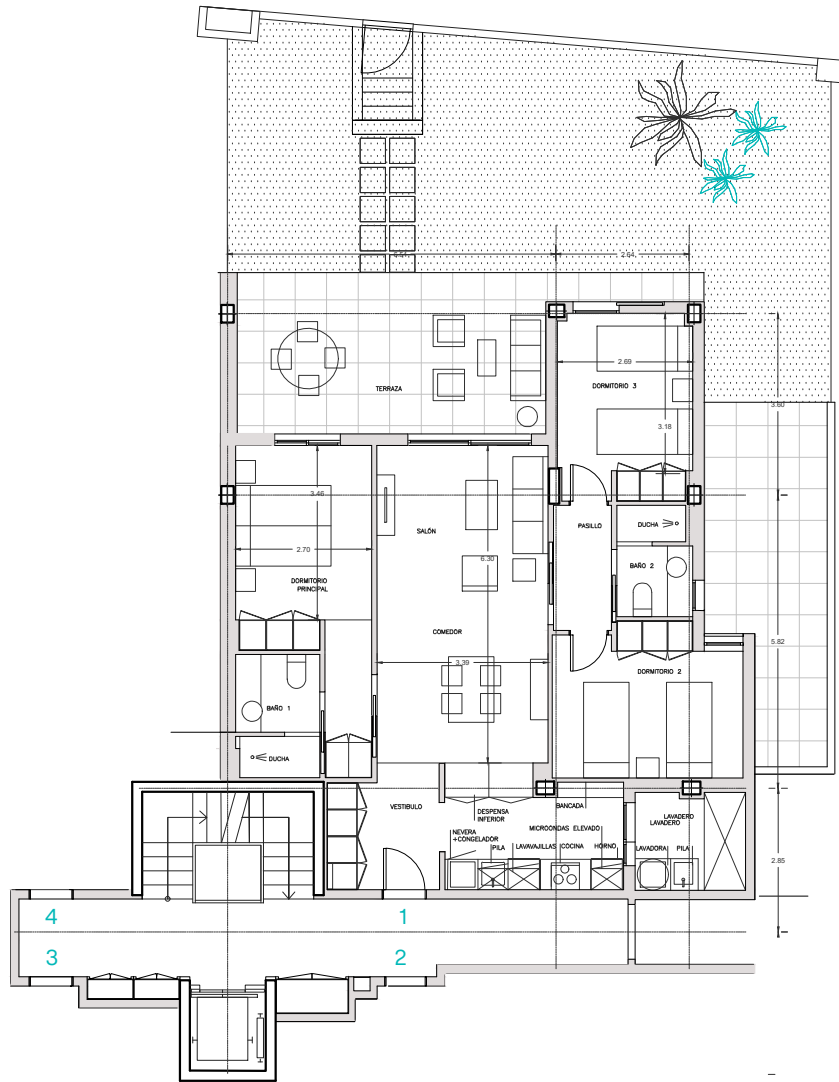 2.64
TERRAZA
2.69
DORMITORIO 3
3.18
3.60
3.46
SALÓN
PASILLO
DUCHA
2.70
6.30
BAÑO 2
DORMITORIO
PRINCIPAL
COMEDOR
5.82
3.39
DORMITORIO 2
BAÑO 1
DUCHA
VESTIBULO
DESPENSA
INFERIOR
BANCADA
LAVADERO
LAVADERO
MICROONDAS ELEVADO
NEVERA
+CONGELADOR
PILA
LAVAVAJILLAS
COCINA
HORNO
LAVADORA
PILA
2.85
4
1
3
2